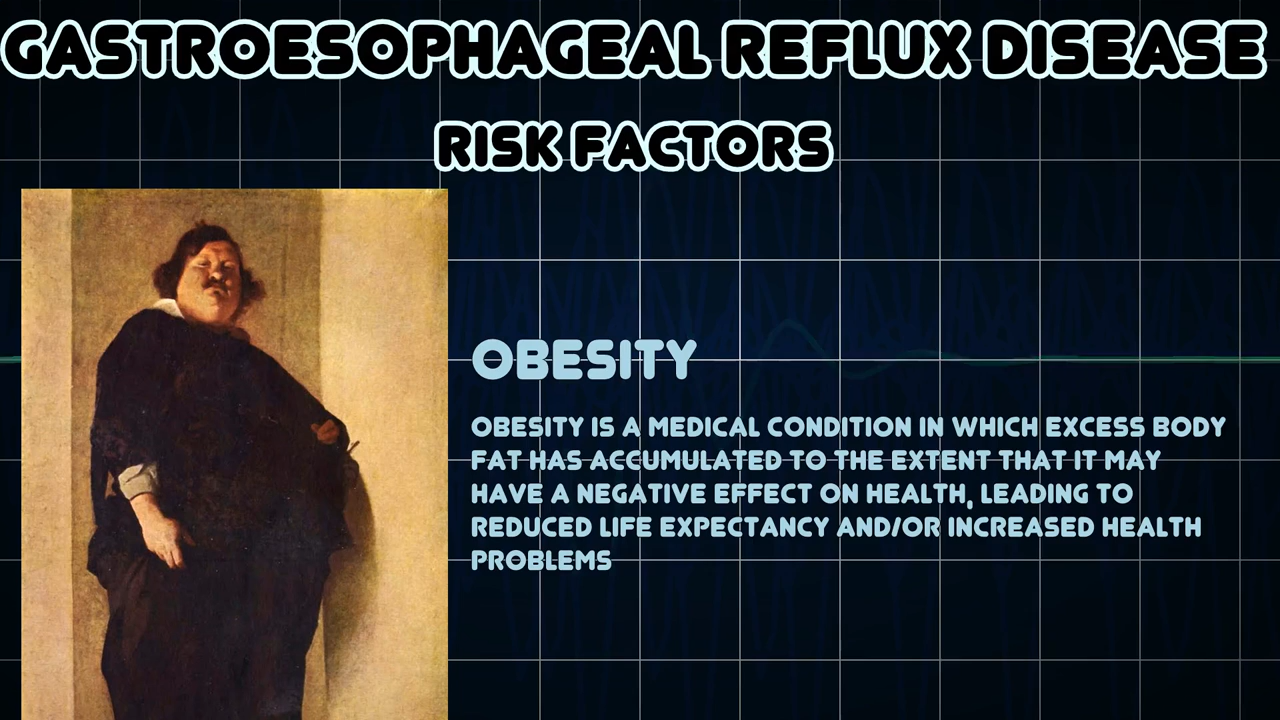 GASTROESOPHAGEAL REFLUX DISEASE
RISK FACTORS
OBESITY
OBESITY IS A MEDICAL CONDITION IN WHICH EXCESS BODY
FAT HAS ACCUMULATED TO THE EXTENT THAT IT MAY
HAVE A NEGATIVE EFFECT ON HEALTH, LEADING TO
REDUCED LIFE EXPECTANCY AND/OR INCREASED HEALTH
PROBLEMS